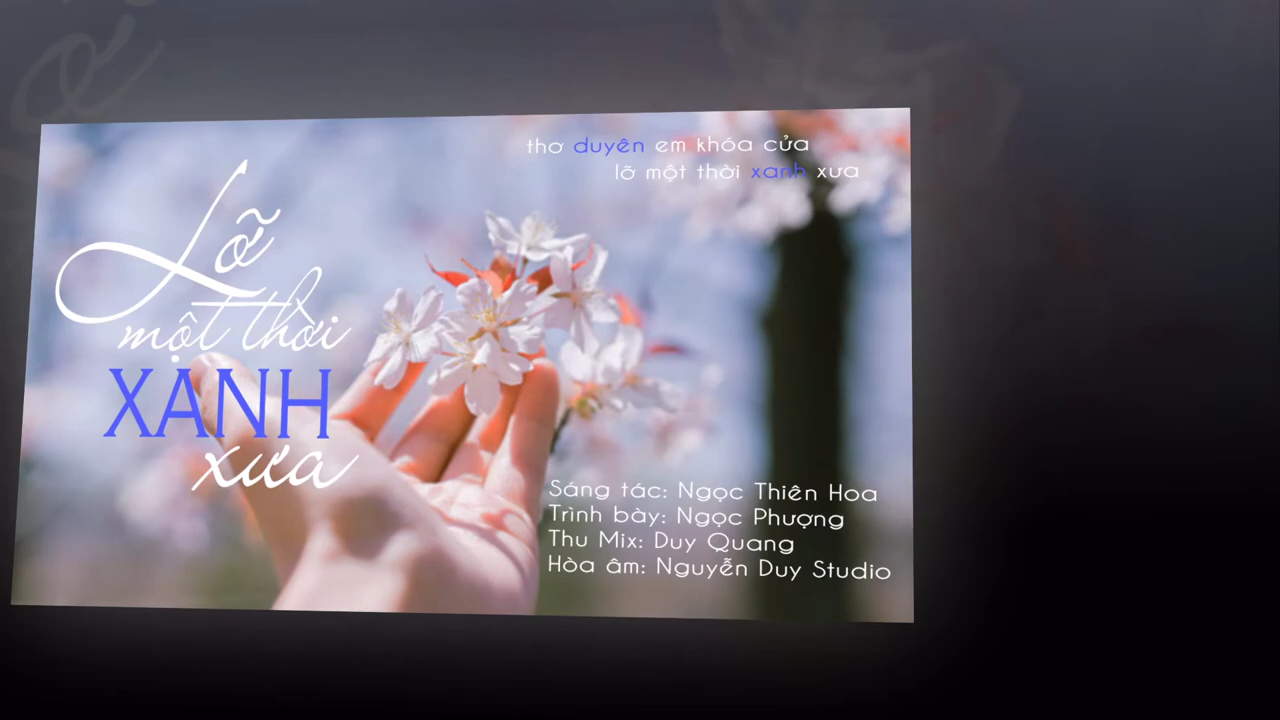 thơ duyên em khóa cửa
lỡ một thời xanh xưa
Lỡ
một thời
XANH
xưa
Sáng tác: Ngọc Thiên Hoa
Trình bày: Ngọc Phượng
Thu Mix: Duy Quang
Hòa âm: Nguyễn Duy Studio